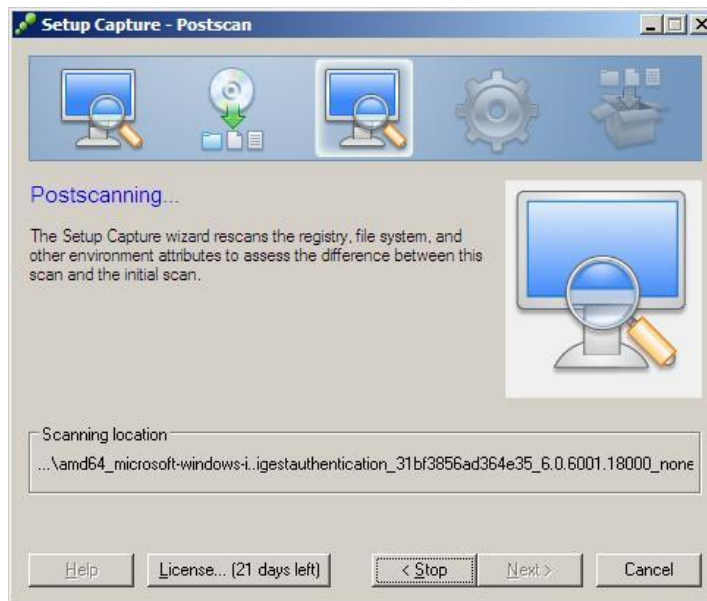 Setup Capture - Postscan
Postscanning...
The Setup Capture wizard rescans the registry, file system, and
other environment attributes to assess the difference between this
scan and the initial scan.
Scanning location
...\amd64_microsoft-windows-i..igestauthentication_31bf3856ad364e35_6.0.6001.18000_none
Help
License... (21 days left)
< Stop
Next >
Cancel